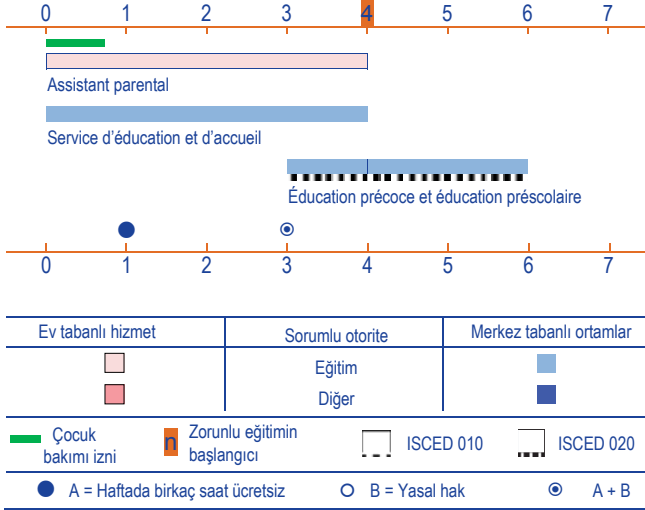 0 1 2 3 4 5 6 7
Assistant parental
Service d'éducation et d'accueil
Éducation précoce et éducation préscolaire
0 1 2 3 4 5 6 7
Ev tabanlı hizmet Sorumlu otorite Merkez tabanlı ortamlar
Eğitim
Diğer
Çocuk bakımı izni
n Zorunlu eğitimin başlangıcı
ISCED 010
ISCED 020
A = Haftada birkaç saat ücretsiz B = Yasal hak A + B